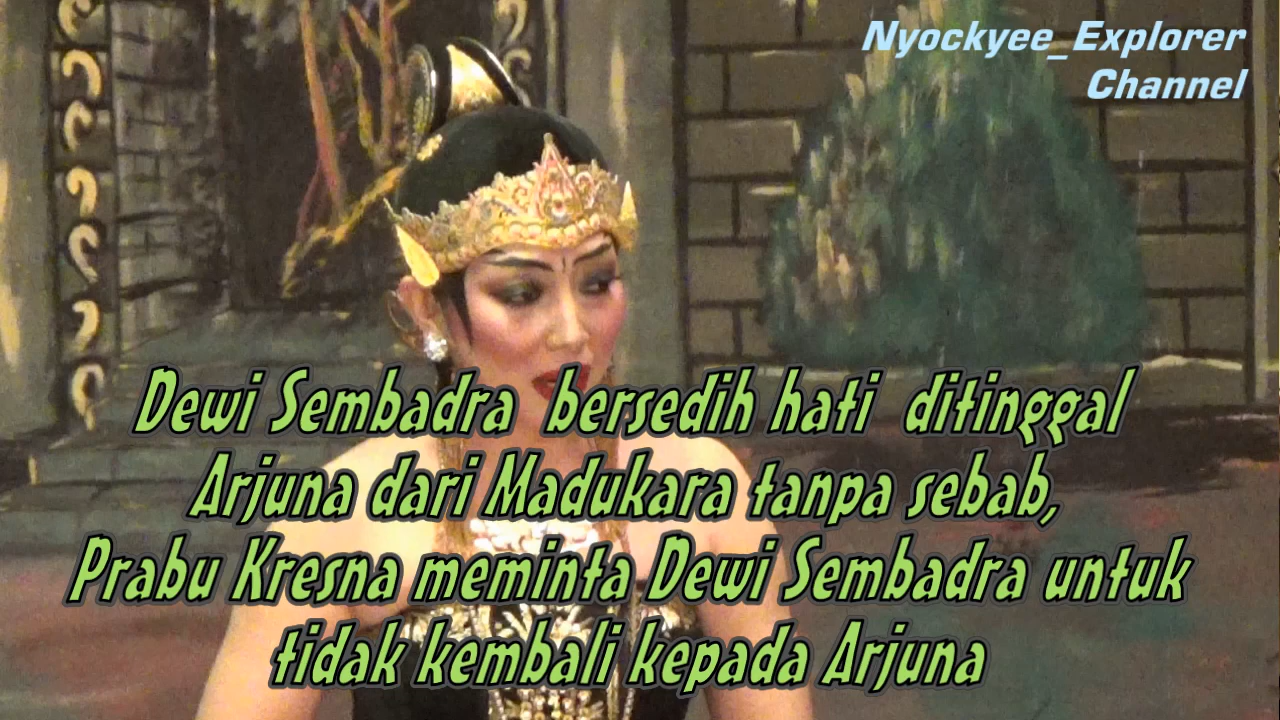 Nyockyee_Explorer
Channel
Dewi Sembadra bersedih hati ditinggal
Arjuna dari Madukara tanpa sebab,
Prabu Kresna meminta Dewi Sembadra untuk
tidak kembali kepada Arjuna